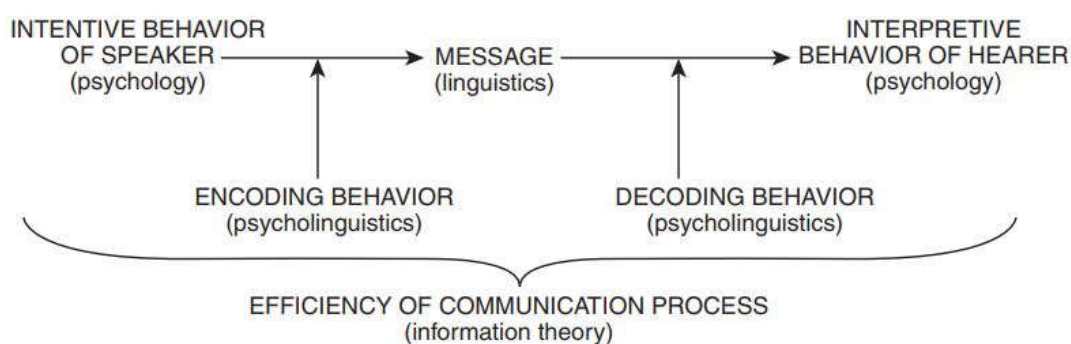 INTENTIVE BEHAVIOR
OF SPEAKER
(psychology)
MESSAGE
(linguistics)
INTERPRETIVE
BEHAVIOR OF HEARER
(psychology)
ENCODING BEHAVIOR
(psycholinguistics)
DECODING BEHAVIOR
(psycholinguistics)
EFFICIENCY OF COMMUNICATION PROCESS
(information theory)